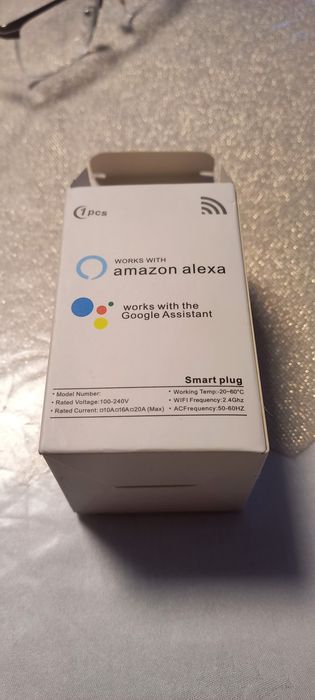 1pcs
WORKS WITH
amazon alexa
works with the
Google Assistant
Smart plug
• Model Number:
• Rated Voltage:100-240V
• Rated Current: □10A□16A□20A (Max)
• Working Temp:-20~60°C
• WIFI Frequency:2.4Ghz
• ACFrequency:50-60HZ